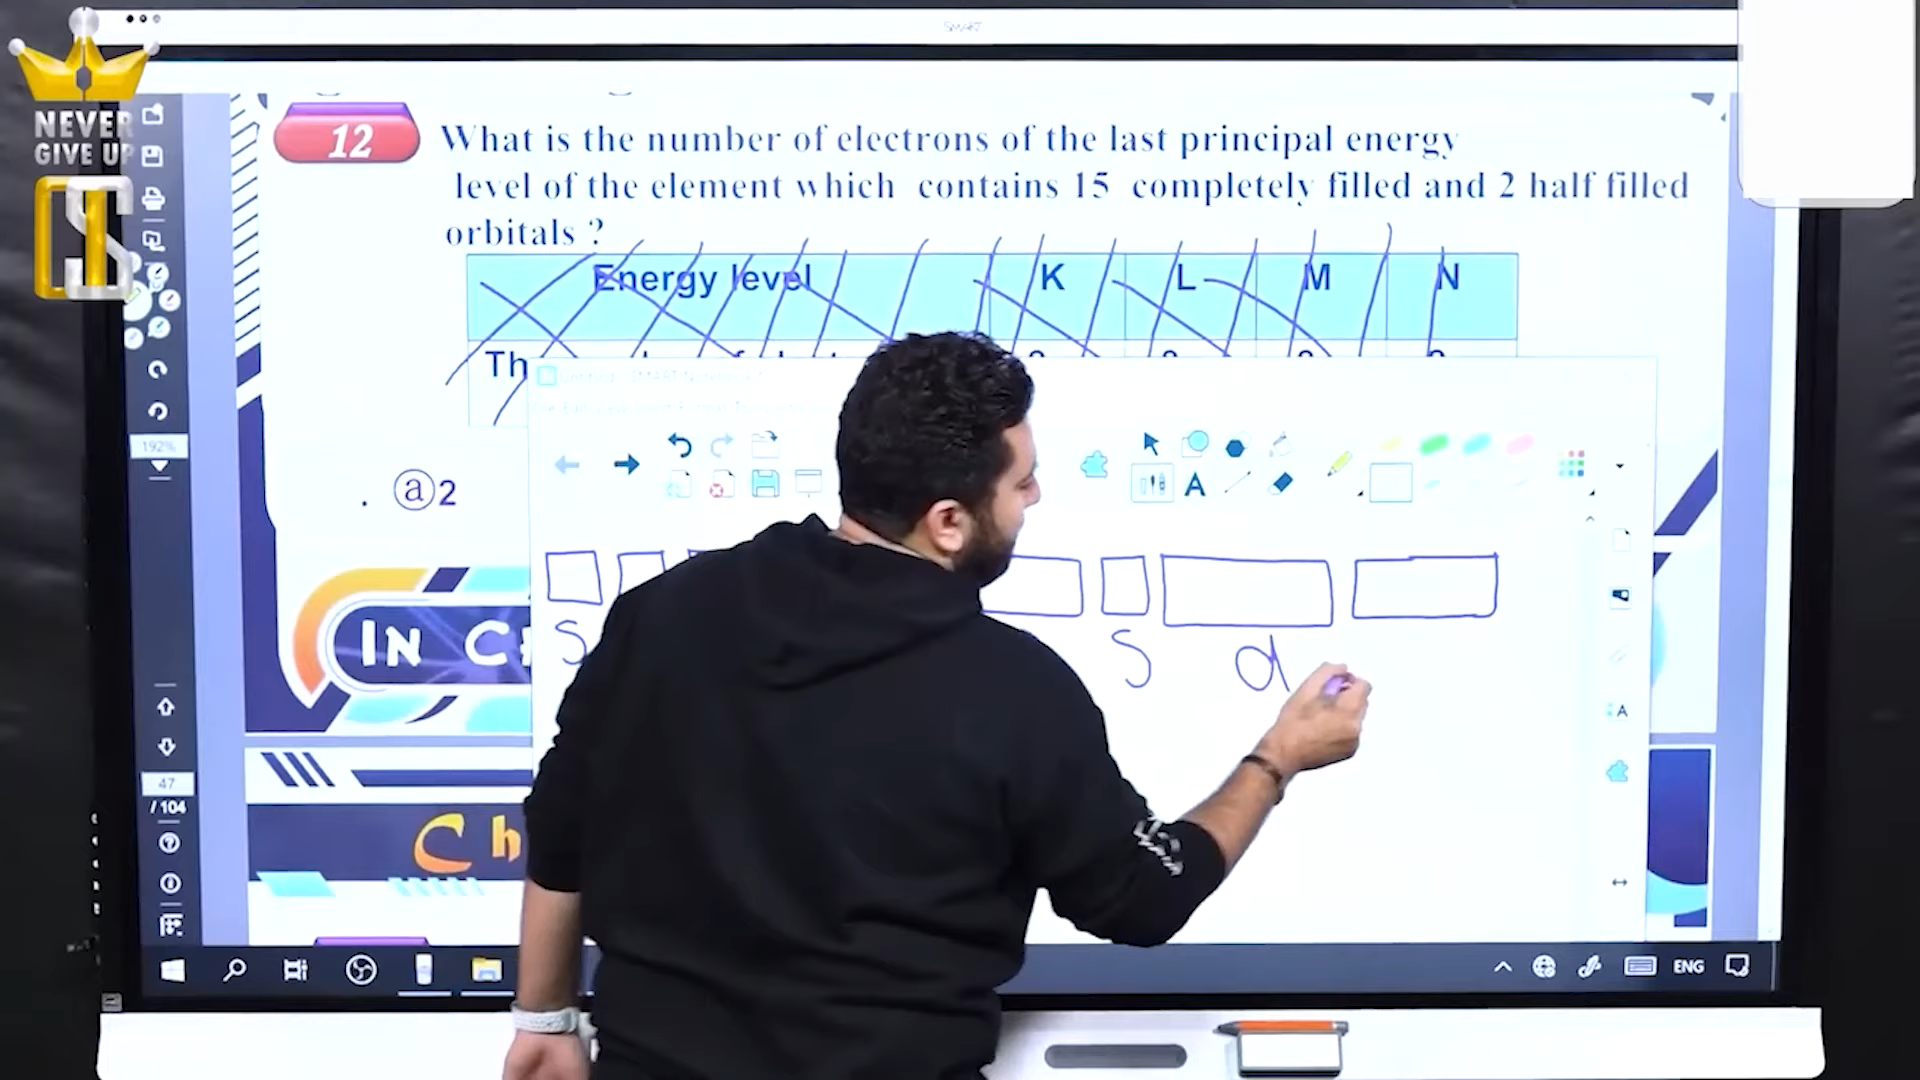 SMART
NEVER
GIVE UP
12
What is the number of electrons of the last principal energy
level of the element which contains 15 completely filled and 2 half filled
orbitals ?
Energy level K L M N
Th
192%
. ⓐ2
A
S S d
IN C
A
47
/ 104
Ch
ENG